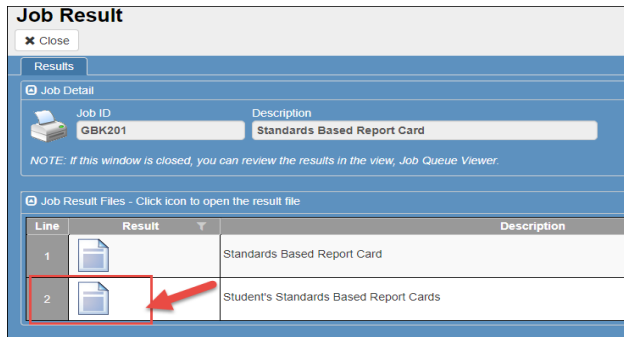 Job Result
✖ Close
Results
Job Detail
Job ID Description
GBK201 Standards Based Report Card
NOTE: If this window is closed, you can review the results in the view, Job Queue Viewer.
Job Result Files - Click icon to open the result file
Line Result Description
1 Standards Based Report Card
2 Student's Standards Based Report Cards